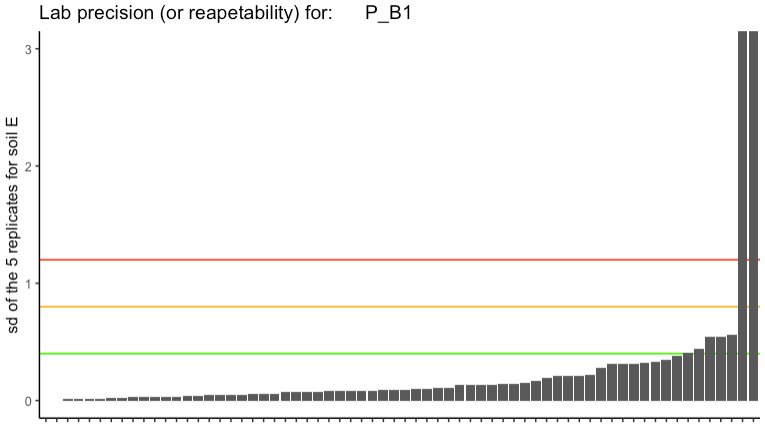 Lab precision (or reapetability) for: P_B1
3
2
1
0
sd of the 5 replicates for soil E